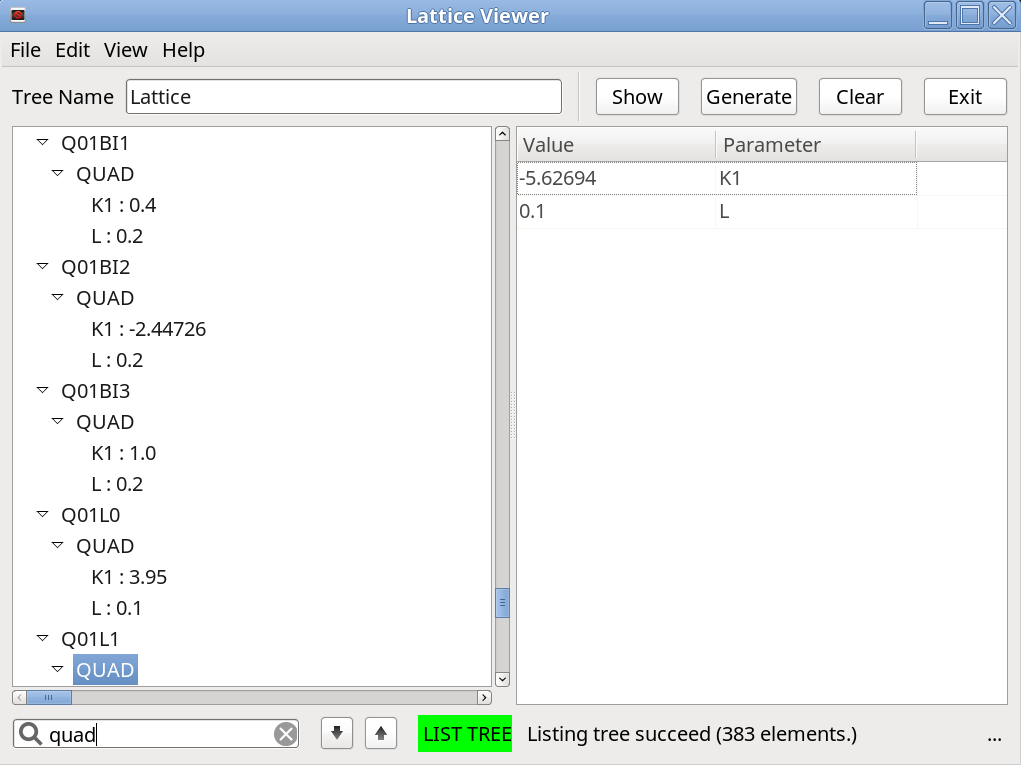 Lattice Viewer
File Edit View Help
Tree Name Lattice Show Generate Clear Exit
Q01BI1
QUAD
K1 : 0.4
L : 0.2
Q01BI2
QUAD
K1 : -2.44726
L : 0.2
Q01BI3
QUAD
K1 : 1.0
L : 0.2
Q01L0
QUAD
K1 : 3.95
L : 0.1
Q01L1
QUAD
Value Parameter
-5.62694 K1
0.1 L
quad LIST TREE Listing tree succeed (383 elements.) ...